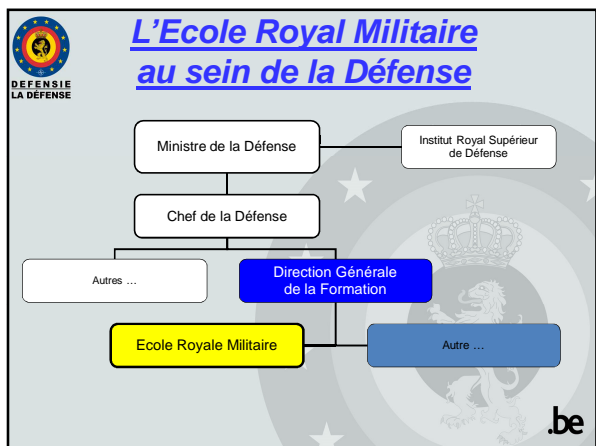 L'Ecole Royal Militaire
au sein de la Défense
DEFENSIE
LA DÉFENSE
Ministre de la Défense
Institut Royal Supérieur
de Défense
Chef de la Défense
Autres ...
Direction Générale
de la Formation
Ecole Royale Militaire
Autre ...
.be